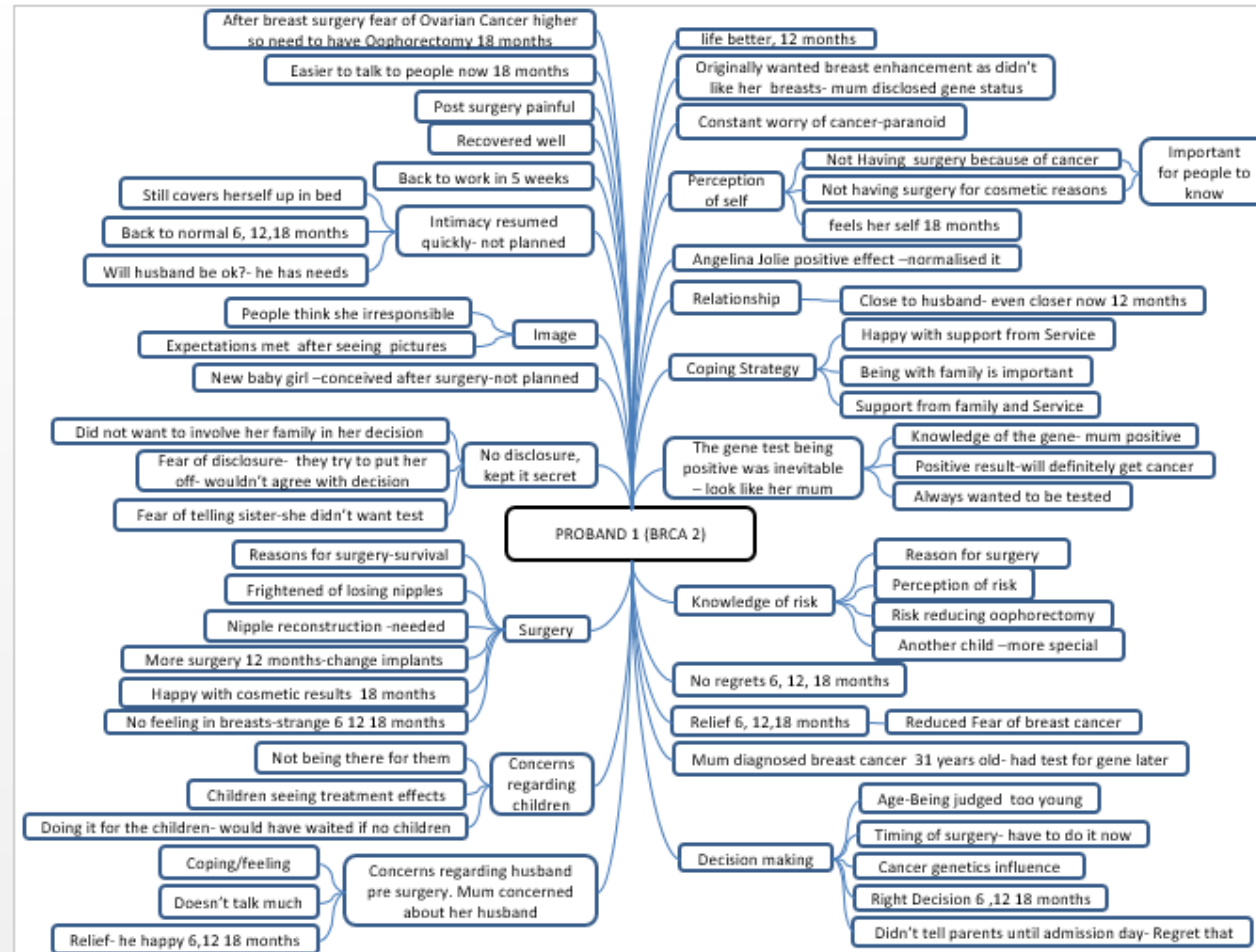 After breast surgery fear of Ovarian Cancer higher
so need to have Oophorectomy 18 months
Easier to talk to people now 18 months
Post surgery painful
Recovered well
Back to work in 5 weeks
Still covers herself up in bed
Back to normal 6, 12,18 months
Will husband be ok?- he has needs
Intimacy resumed
quickly- not planned
People think she irresponsible
Expectations met after seeing pictures
Image
New baby girl –conceived after surgery-not planned
Did not want to involve her family in her decision
Fear of disclosure- they try to put her
off- wouldn't agree with decision
Fear of telling sister-she didn't want test
No disclosure,
kept it secret
Reasons for surgery-survival
Frightened of losing nipples
Nipple reconstruction -needed
More surgery 12 months-change implants
Happy with cosmetic results 18 months
No feeling in breasts-strange 6 12 18 months
Surgery
Not being there for them
Children seeing treatment effects
Doing it for the children- would have waited if no children
Concerns
regarding
children
Coping/feeling
Doesn't talk much
Relief- he happy 6,12 18 months
Concerns regarding husband
pre surgery. Mum concerned
about her husband
PROBAND 1 (BRCA 2)
life better, 12 months
Originally wanted breast enhancement as didn't
like her breasts- mum disclosed gene status
Constant worry of cancer-paranoid
Perception
of self
Not Having surgery because of cancer
Not having surgery for cosmetic reasons
feels her self 18 months
Important
for people to
know
Angelina Jolie positive effect –normalised it
Relationship
Close to husband- even closer now 12 months
Coping Strategy
Happy with support from Service
Being with family is important
Support from family and Service
The gene test being
positive was inevitable
– look like her mum
Knowledge of the gene- mum positive
Positive result-will definitely get cancer
Always wanted to be tested
Knowledge of risk
Reason for surgery
Perception of risk
Risk reducing oophorectomy
Another child –more special
No regrets 6, 12, 18 months
Relief 6, 12,18 months
Reduced Fear of breast cancer
Mum diagnosed breast cancer 31 years old- had test for gene later
Decision making
Age-Being judged too young
Timing of surgery- have to do it now
Cancer genetics influence
Right Decision 6 ,12 18 months
Didn't tell parents until admission day- Regret that